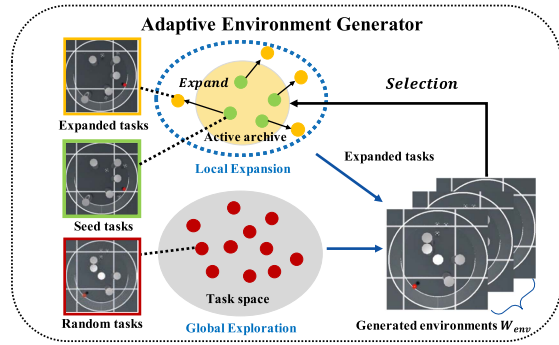 Adaptive Environment Generator
Expand
Selection
Expanded tasks
Active archive
Local Expansion
Expanded tasks
Seed tasks
Task space
Random tasks
Global Exploration
Generated environments W_env